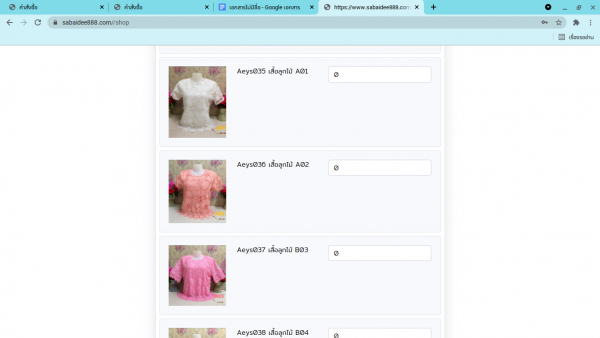 คำสั่งซื้อ
คำสั่งซื้อ
เอกสารไม่มีชื่อ - Google เอกสาร
https://www.sabaidee888.com
sabaidee888.com//shop
เรื่องรออ่าน
Aeys035 เสื้อลูกไม้ A01
0
Aeys036 เสื้อลูกไม้ A02
0
Aeys037 เสื้อลูกไม้ B03
0
Aeys038 เสื้อลูกไม้ B04
0